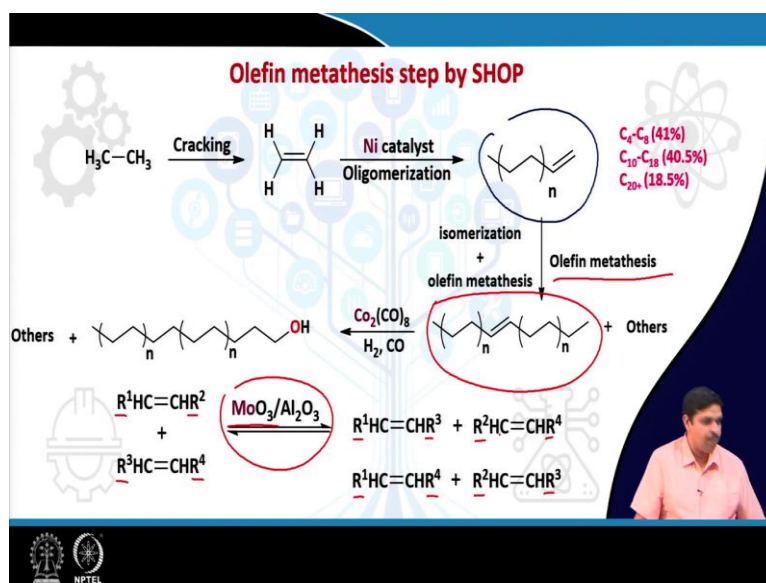 Olefin metathesis step by SHOP
H₃C–CH₃
Cracking
H H
H H
Ni catalyst
Oligomerization
n
C₄-C₈ (41%)
C₁₀-C₁₈ (40.5%)
C₂₀₊ (18.5%)
isomerization
+
olefin metathesis
Olefin metathesis
Others + n n OH
Co₂(CO)₈
H₂, CO
n n + Others
R¹HC=CHR²
+
R³HC=CHR⁴
MoO₃/Al₂O₃
R¹HC=CHR³ + R²HC=CHR⁴
R¹HC=CHR⁴ + R²HC=CHR³
NPTEL